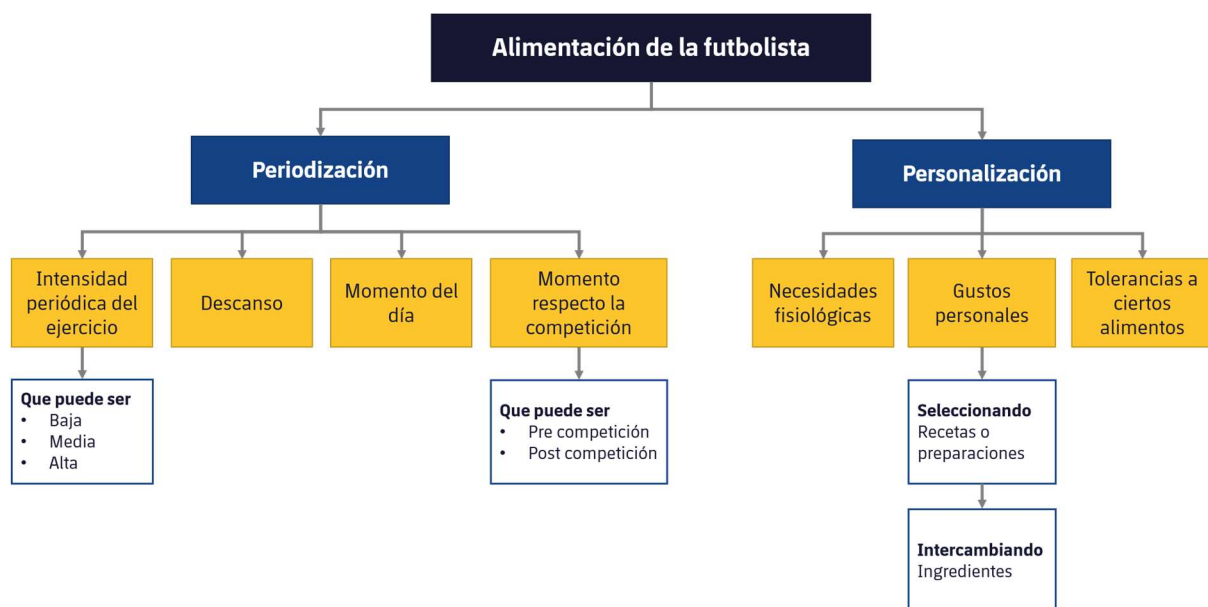 Alimentación de la futbolista
Periodización
Personalización
Intensidad
periódica del
ejercicio
Descanso
Momento del
día
Momento
respecto la
competición
Necesidades
fisiológicas
Gustos
personales
Tolerancias a
ciertos
alimentos
Que puede ser
• Baja
• Media
• Alta
Que puede ser
• Pre competición
• Post competición
Seleccionando
Recetas o
preparaciones
Intercambiando
Ingredientes